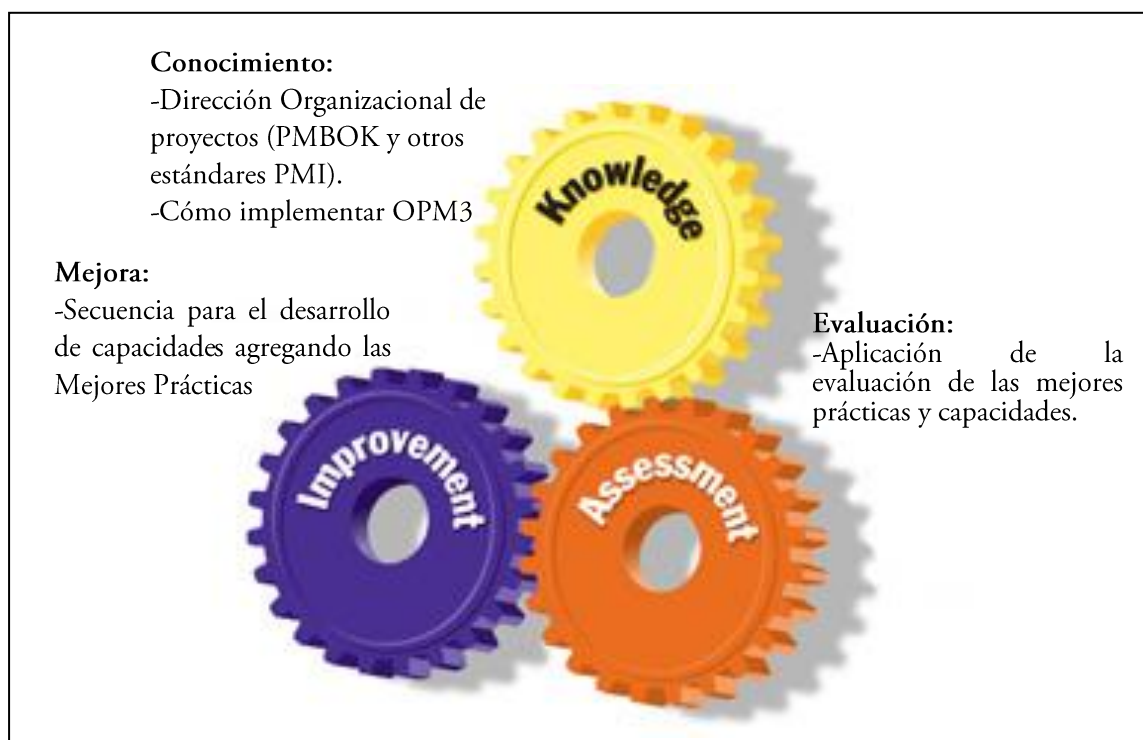 Conocimiento:
-Dirección Organizacional de
proyectos (PMBOK y otros
estándares PMI).
-Cómo implementar OPM3
Knowledge
Mejora:
-Secuencia para el desarrollo
de capacidades agregando las
Mejores Prácticas
Evaluación:
-Aplicación de la
evaluación de las mejores
prácticas y capacidades.
Improvement
Assessment